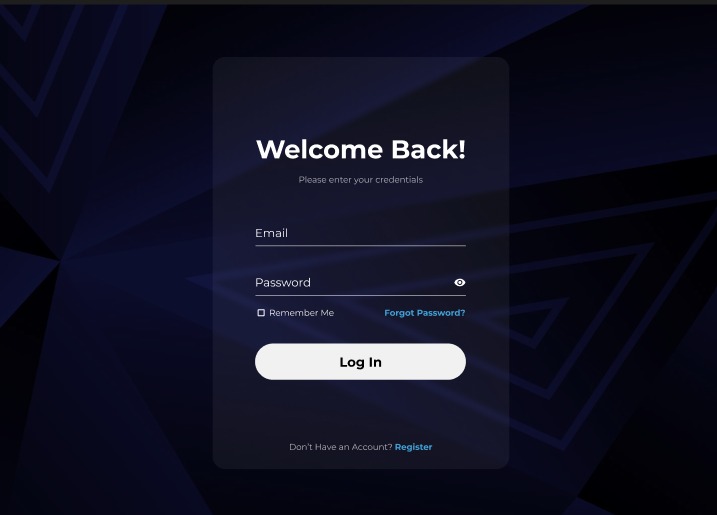 Welcome Back!
Please enter your credentials
Email
Password
Remember Me Forgot Password?
Log In
Don't Have an Account? Register